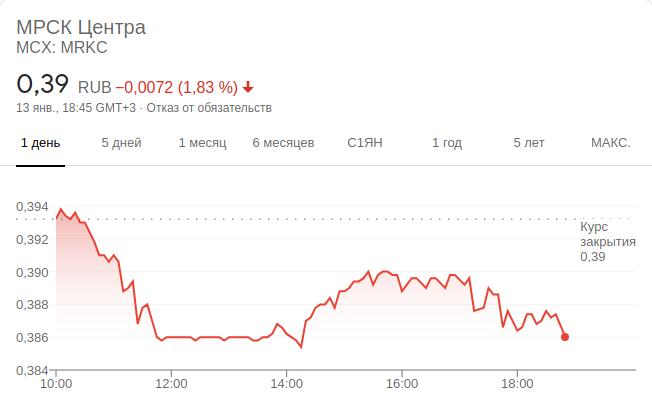 МРСК Центра
MCX: MRKC
0,39 RUB −0,0072 (1,83 %)
13 янв., 18:45 GMT+3 · Отказ от обязательств
1 день 5 дней 1 месяц 6 месяцев С1ЯН 1 год 5 лет МАКС.
0,394
Курс
закрытия
0,39
0,392
0,390
0,388
0,386
0,384
10:00 12:00 14:00 16:00 18:00